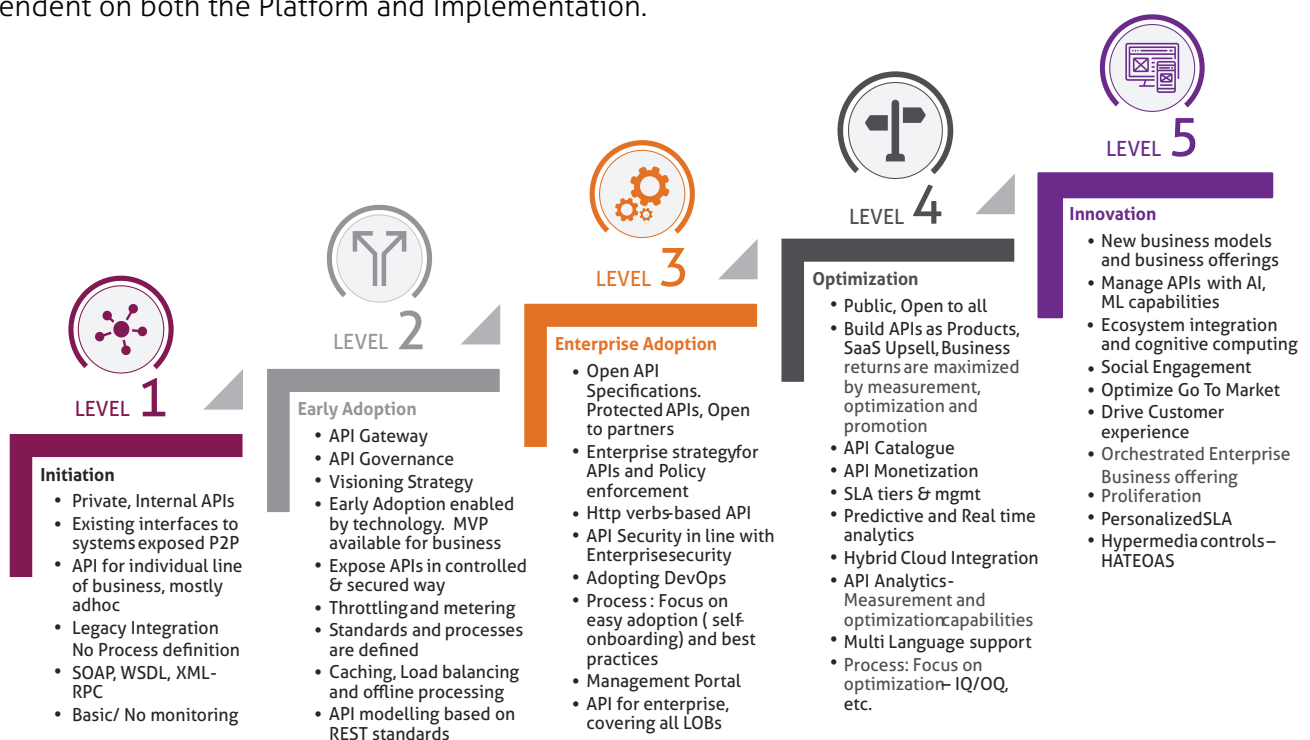 endent on both the Platform and Implementation.
LEVEL 1
Initiation
• Private, Internal APIs
• Existing interfaces to
systems exposed P2P
• API for individual line
of business, mostly
adhoc
• Legacy Integration
No Process definition
• SOAP, WSDL, XML-
RPC
• Basic/ No monitoring
LEVEL 2
Early Adoption
• API Gateway
• API Governance
• Visioning Strategy
• Early Adoption enabled
by technology. MVP
available for business
• Expose APIs in controlled
& secured way
• Throttling and metering
• Standards and processes
are defined
• Caching, Load balancing
and offline processing
• API modelling based on
REST standards
LEVEL 3
Enterprise Adoption
• Open API
Specifications.
Protected APIs, Open
to partners
• Enterprise strategyfor
APIs and Policy
enforcement
• Http verbs-based API
• API Security in line with
Enterprisesecurity
• Adopting DevOps
• Process : Focus on
easy adoption ( self-
onboarding) and best
practices
• Management Portal
• API for enterprise,
covering all LOBs
LEVEL 4
Optimization
• Public, Open to all
• Build APIs as Products,
SaaS Upsell, Business
returns are maximized
by measurement,
optimization and
promotion
• API Catalogue
• API Monetization
• SLA tiers & mgmt
• Predictive and Real time
analytics
• Hybrid Cloud Integration
• API Analytics-
Measurement and
optimizationcapabilities
• Multi Language support
• Process: Focus on
optimization– IQ/OQ,
etc.
LEVEL 5
Innovation
• New business models
and business offerings
• Manage APIs with AI,
ML capabilities
• Ecosystem integration
and cognitive computing
• Social Engagement
• Optimize Go To Market
• Drive Customer
experience
• Orchestrated Enterprise
Business offering
• Proliferation
• PersonalizedSLA
• Hypermedia controls –
HATEOAS